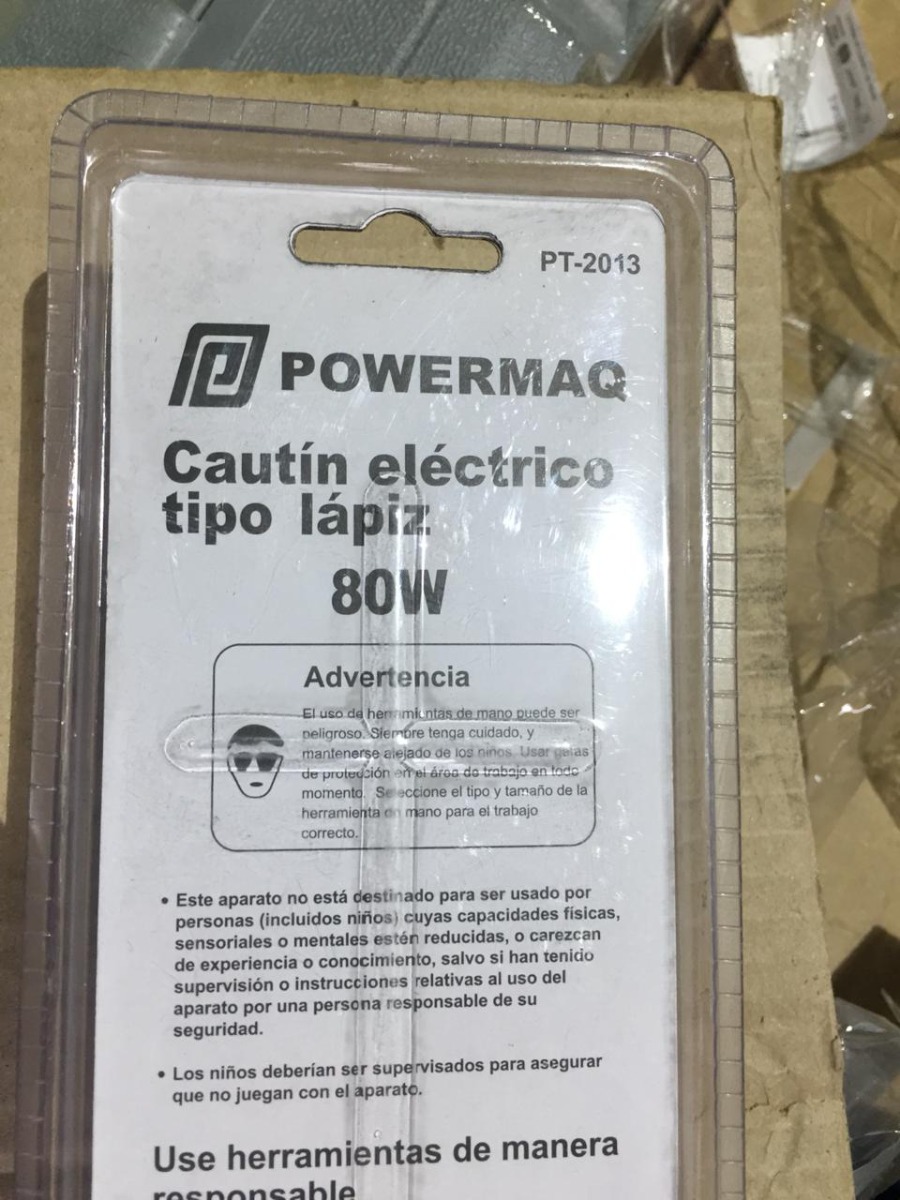 PT-2013
POWERMAQ
Cautín eléctrico
tipo lápiz
80W
Advertencia
El uso de herramientas de mano puede ser
peligroso. Siempre tenga cuidado, y
mantenerse alejado de los niños. Usar gafas
de protección en el área de trabajo en todo
momento. Seleccione el tipo y tamaño de la
herramienta de mano para el trabajo
correcto.
• Este aparato no está destinado para ser usado por
personas (incluidos niños) cuyas capacidades físicas,
sensoriales o mentales estén reducidas, o carezcan
de experiencia o conocimiento, salvo si han tenido
supervisión o instrucciones relativas al uso del
aparato por una persona responsable de su
seguridad.
• Los niños deberían ser supervisados para asegurar
que no juegan con el aparato.
Use herramientas de manera
responsable